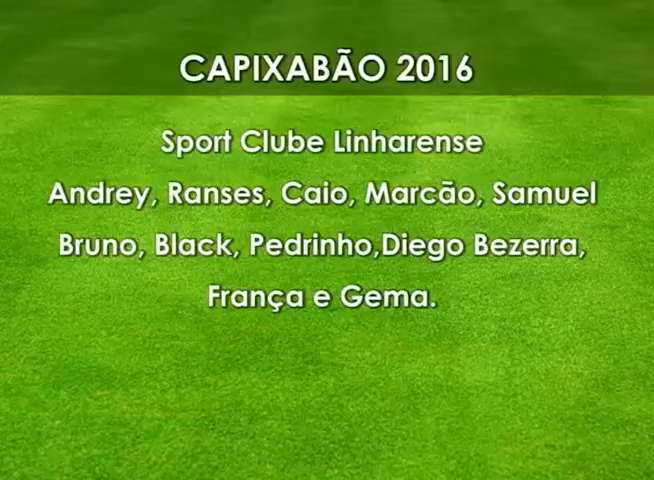 CAPIXABÃO 2016
Sport Clube Linharense
Andrey, Ranses, Caio, Marcão, Samuel
Bruno, Black, Pedrinho,Diego Bezerra,
França e Gema.